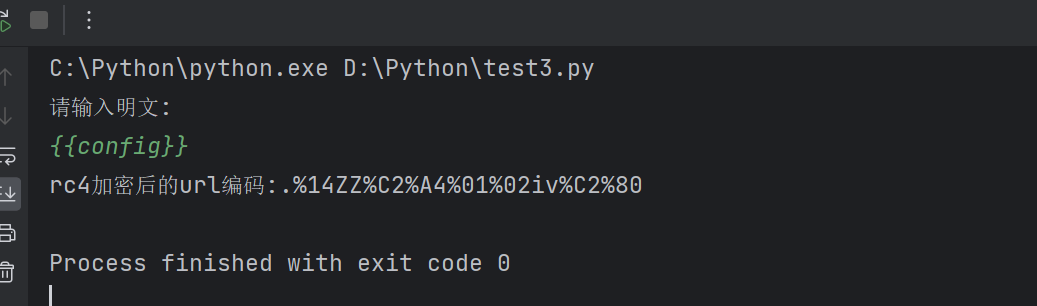 C:\Python\python.exe D:\Python\test3.py
请输入明文:
{{config}}
rc4加密后的url编码:.%14ZZ%C2%A4%01%02iv%C2%80
Process finished with exit code 0